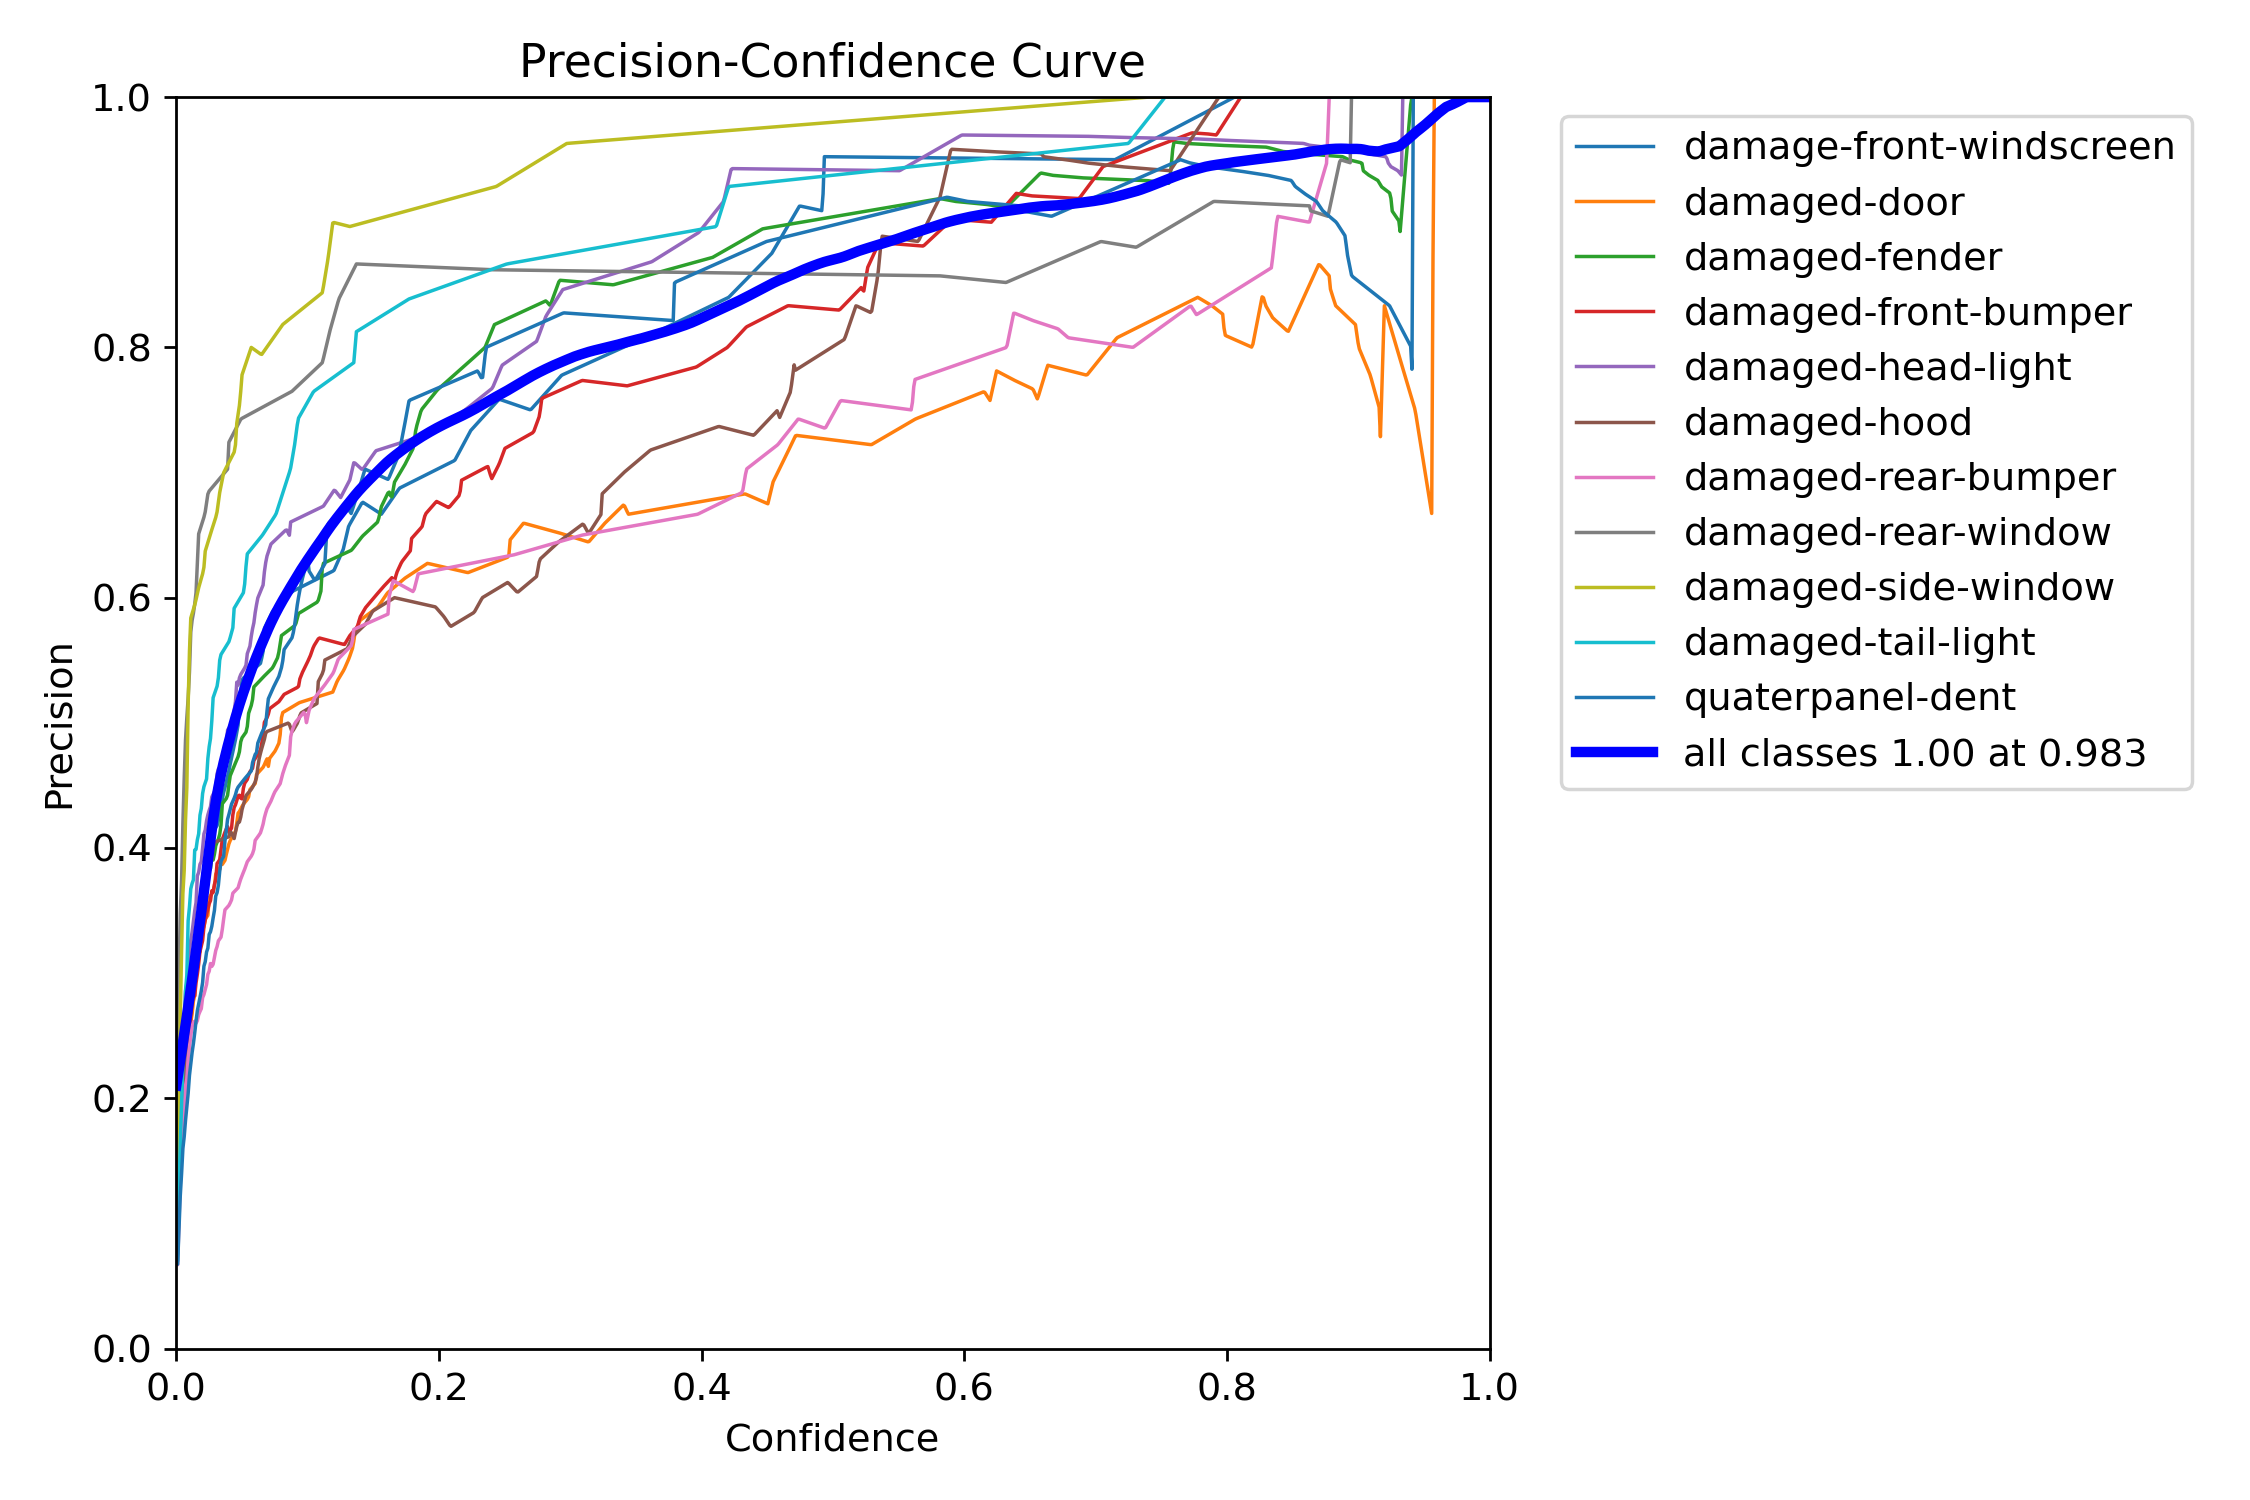 Precision-Confidence Curve
1.0
0.8
0.6
0.4
0.2
0.0
Precision
0.0 0.2 0.4 0.6 0.8 1.0
Confidence
damage-front-windscreen
damaged-door
damaged-fender
damaged-front-bumper
damaged-head-light
damaged-hood
damaged-rear-bumper
damaged-rear-window
damaged-side-window
damaged-tail-light
quaterpanel-dent
all classes 1.00 at 0.983